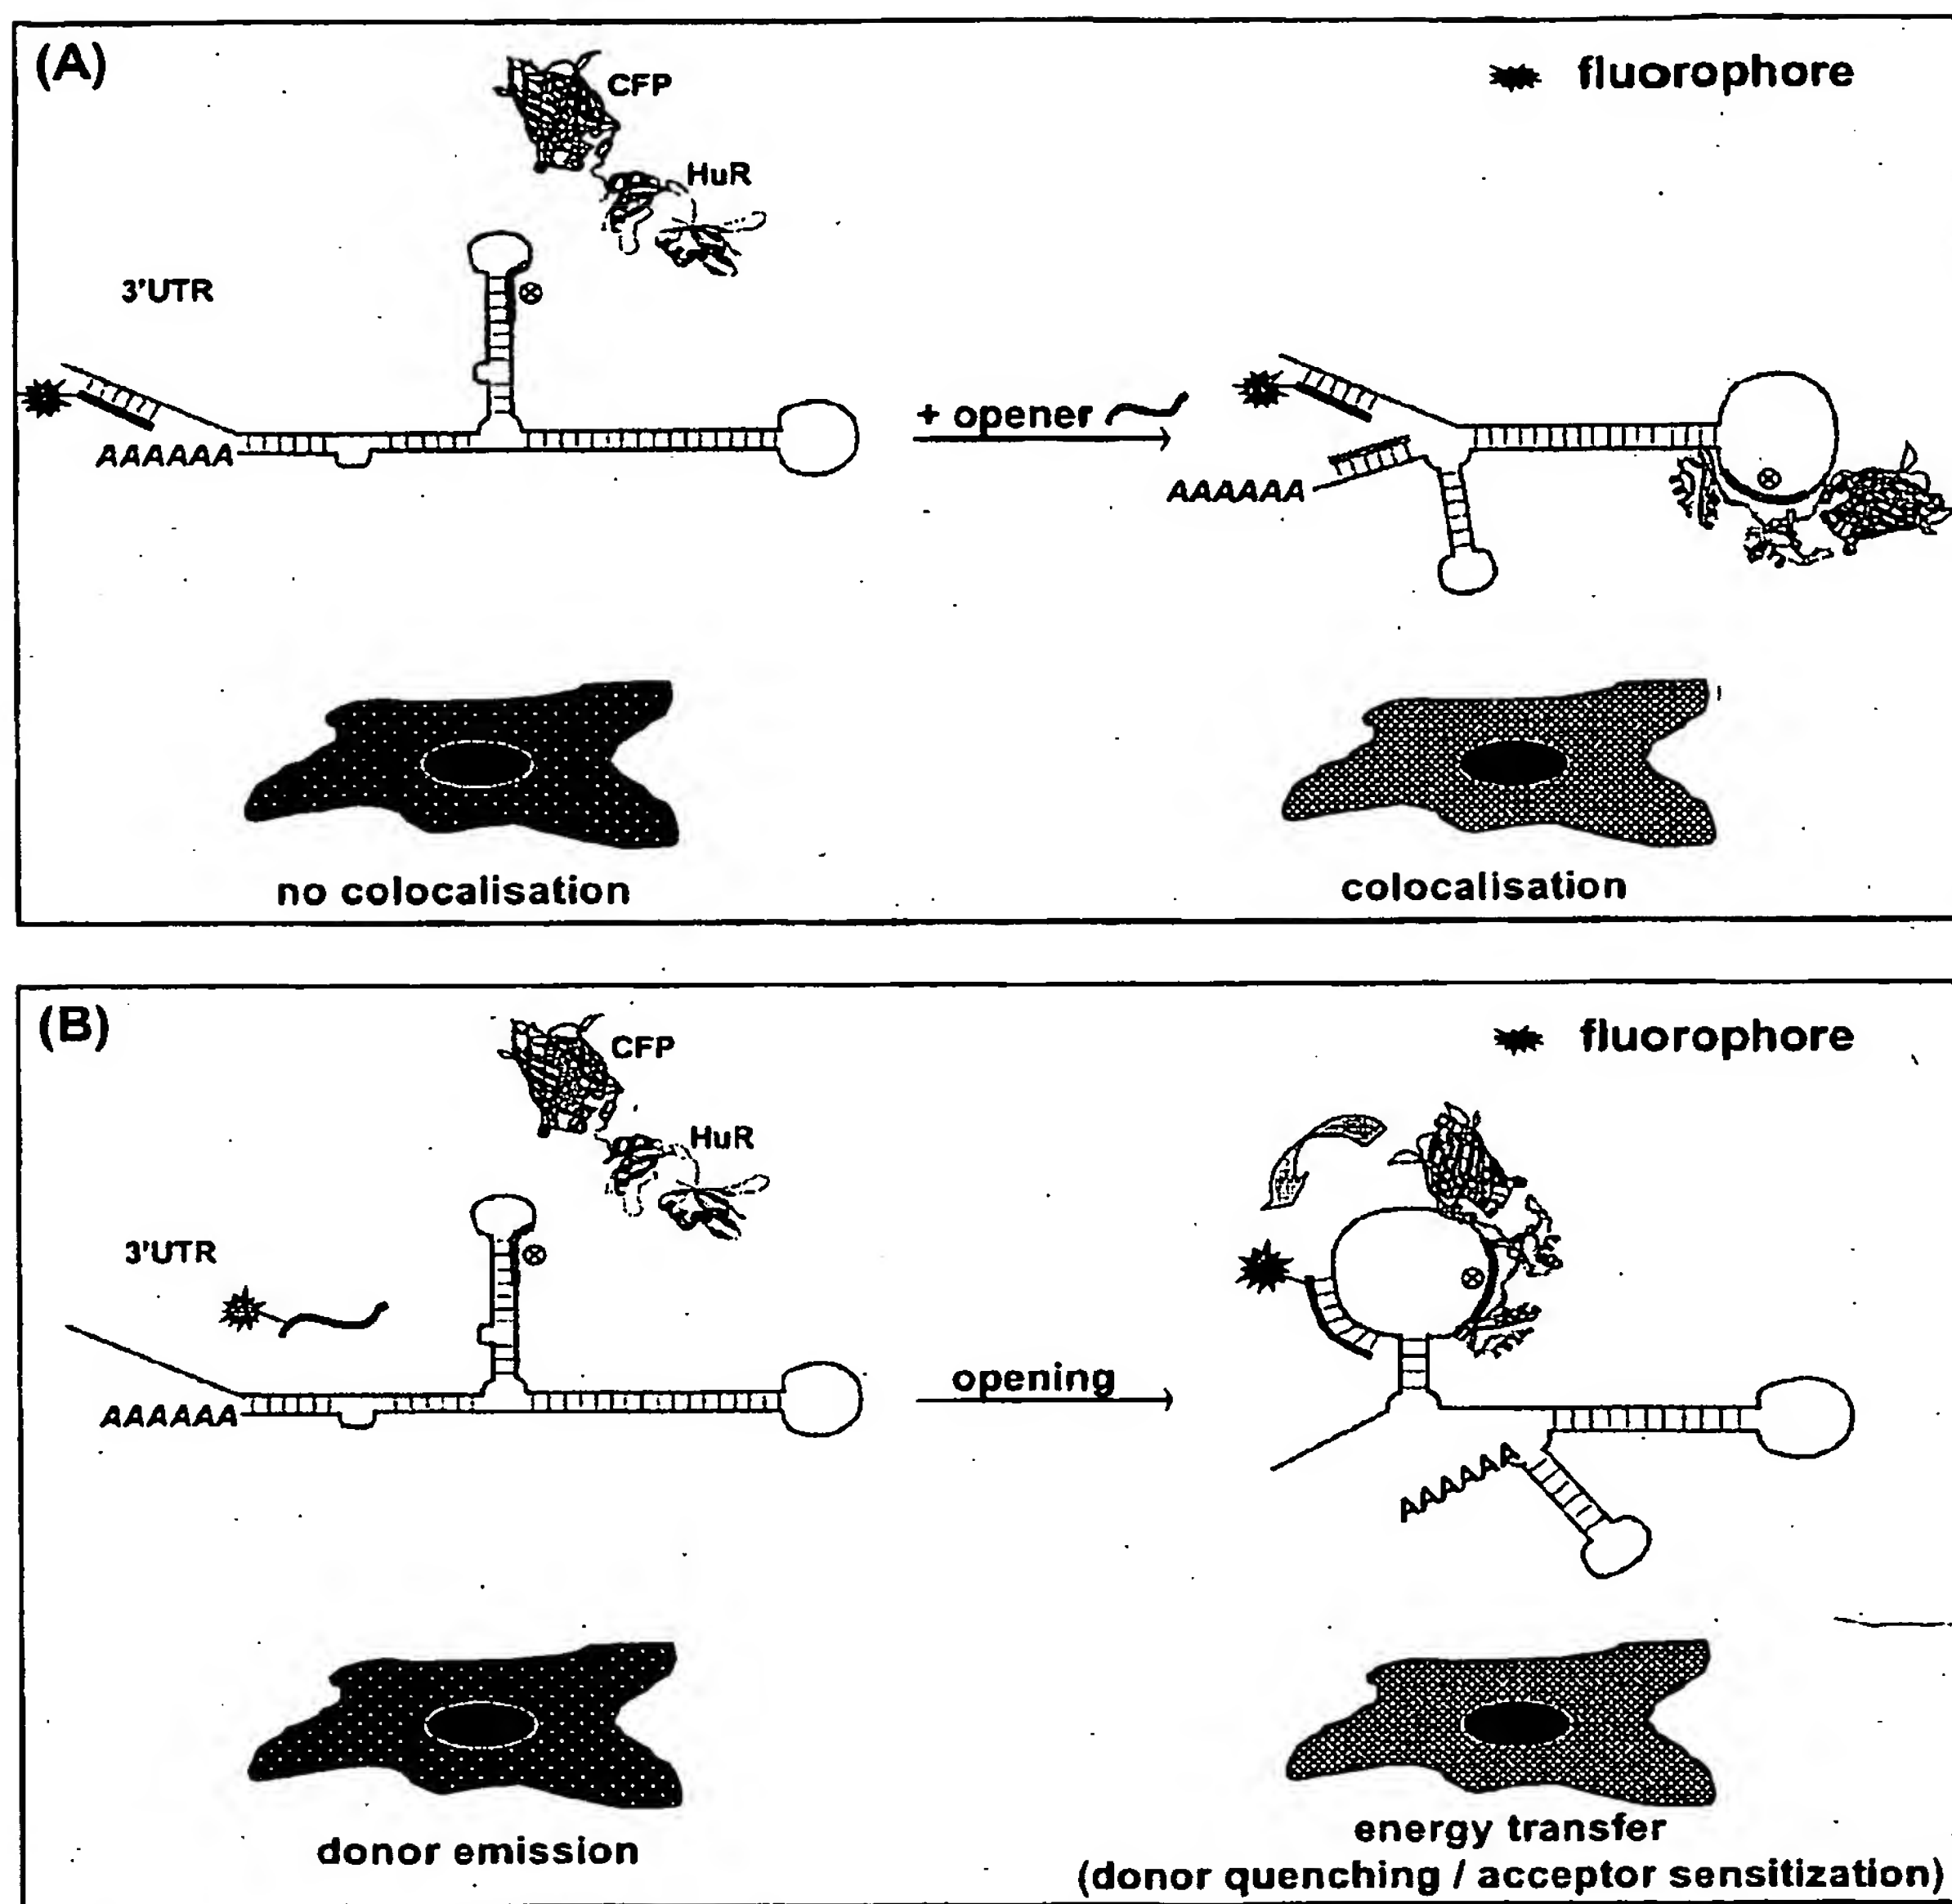 (A)
CFP
fluorophore
HuR
3'UTR
+ opener
AAAAAA
AAAAAA
no colocalisation
colocalisation
(B)
CFP
fluorophore
HuR
3'UTR
opening
AAAAAA
AAAAAA
donor emission
energy transfer
(donor quenching / acceptor sensitization)